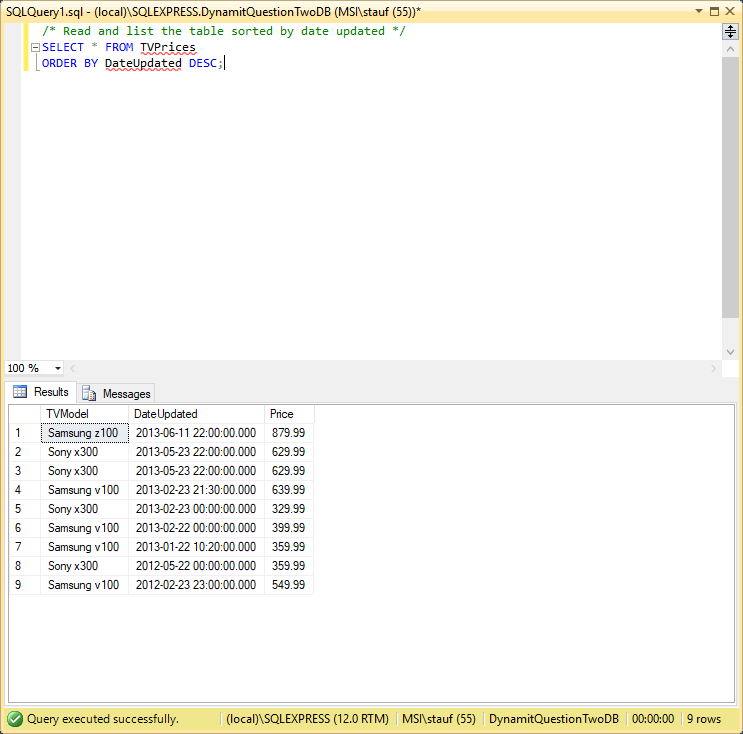 SQLQuery1.sql - (local)\SQLEXPRESS.DynamitQuestionTwoDB (MSI\stauf (55))*
/* Read and list the table sorted by date updated */
SELECT * FROM TVPrices
ORDER BY DateUpdated DESC;
100 %
Results Messages
TVModel DateUpdated Price
1 Samsung z100 2013-06-11 22:00:00.000 879.99
2 Sony x300 2013-05-23 22:00:00.000 629.99
3 Sony x300 2013-05-23 22:00:00.000 629.99
4 Samsung v100 2013-02-23 21:30:00.000 639.99
5 Sony x300 2013-02-23 00:00:00.000 329.99
6 Samsung v100 2013-02-22 00:00:00.000 399.99
7 Samsung v100 2013-01-22 10:20:00.000 359.99
8 Sony x300 2012-05-22 00:00:00.000 359.99
9 Samsung v100 2012-02-23 23:00:00.000 549.99
Query executed successfully. (local)\SQLEXPRESS (12.0 RTM) MSI\stauf (55) DynamitQuestionTwoDB 00:00:00 9 rows